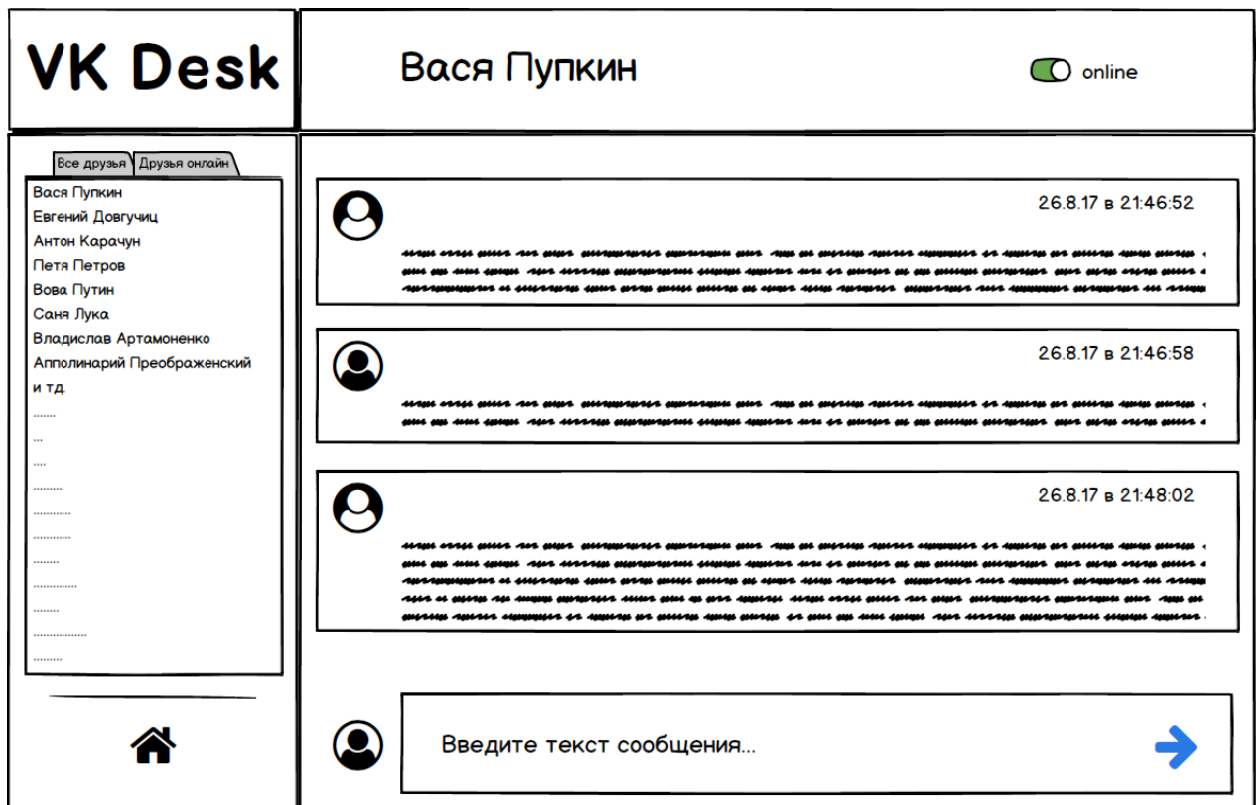 VK Desk
Вася Пупкин
online
Все друзья
Друзья онлайн
Вася Пупкин
Евгений Довгучиц
Антон Карачун
Петя Петров
Вова Путин
Саня Лука
Владислав Артамоненко
Апполинарий Преображенский
и тд.
.......
...
....
.........
............
............
........
..............
........
.................
.........
26.8.17 в 21:46:52
26.8.17 в 21:46:58
26.8.17 в 21:48:02
Введите текст сообщения...